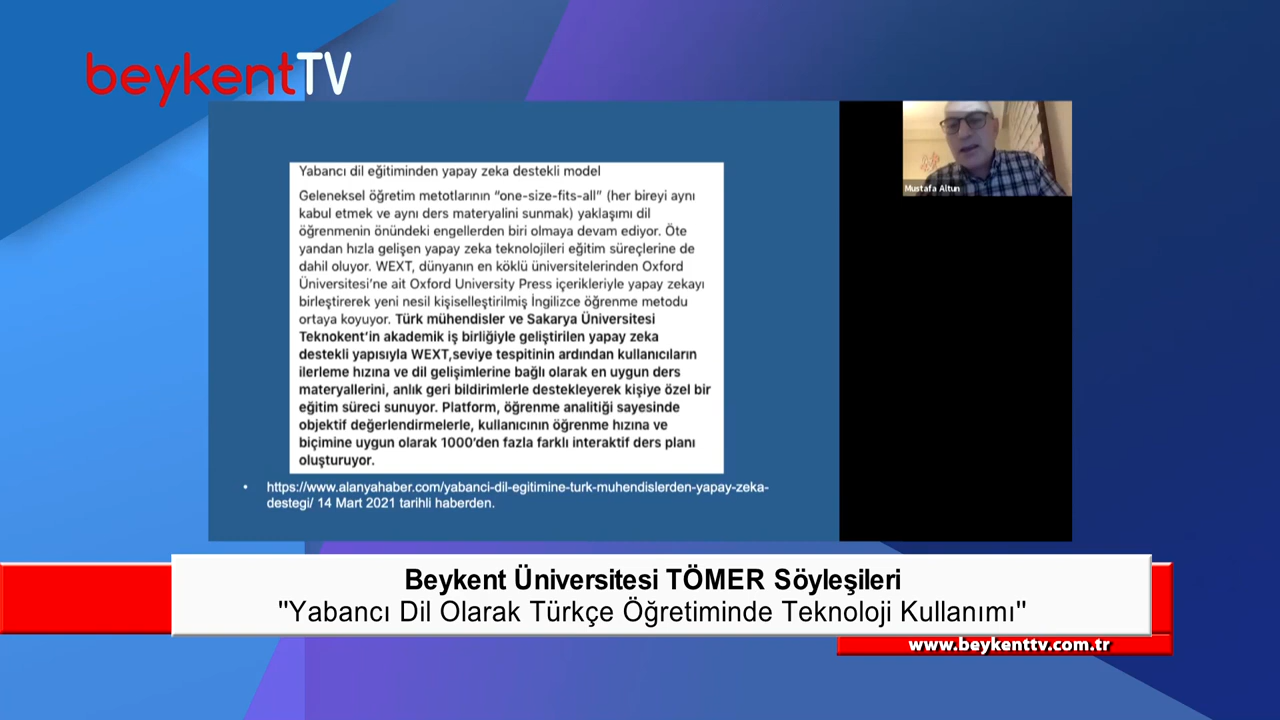 beykentTV
Yabancı dil eğitiminden yapay zeka destekli model
Geleneksel öğretim metotlarının “one-size-fits-all” (her bireyi aynı
kabul etmek ve aynı ders materyalini sunmak) yaklaşımı dil
öğrenmenin önündeki engellerden biri olmaya devam ediyor. Öte
yandan hızla gelişen yapay zeka teknolojileri eğitim süreçlerine de
dahil oluyor. WEXT, dünyanın en köklü üniversitelerinden Oxford
Üniversitesi’ne ait Oxford University Press içerikleriyle yapay zekayı
birleştirerek yeni nesil kişiselleştirilmiş İngilizce öğrenme metodu
ortaya koyuyor. Türk mühendisler ve Sakarya Üniversitesi
Teknokent’in akademik iş birliğiyle geliştirilen yapay zeka
destekli yapısıyla WEXT,seviye tespitinin ardından kullanıcıların
ilerleme hızına ve dil gelişimlerine bağlı olarak en uygun ders
materyallerini, anlık geri bildirimlerle destekleyerek kişiye özel bir
eğitim süreci sunuyor. Platform, öğrenme analitiği sayesinde
objektif değerlendirmelerle, kullanıcının öğrenme hızına ve
biçimine uygun olarak 1000’den fazla farklı interaktif ders planı
oluşturuyor.
• https://www.alanyahaber.com/yabanci-dil-egitimine-turk-muhendislerden-yapay-zeka-
destegi/ 14 Mart 2021 tarihli haberden.
Mustafa Altun
Beykent Üniversitesi TÖMER Söyleşileri
"Yabancı Dil Olarak Türkçe Öğretiminde Teknoloji Kullanımı"
www.beykenttv.com.tr